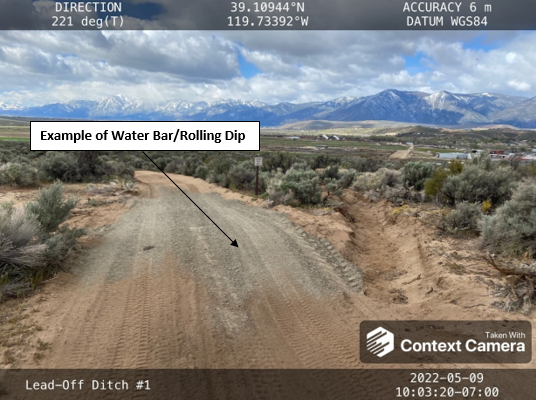 DIRECTION
221 deg(T)
39.10944°N
119.73392°W
ACCURACY 6 m
DATUM WGS84
Example of Water Bar/Rolling Dip
Taken With
Context Camera
Lead-Off Ditch #1
2022-05-09
10:03:20-07:00